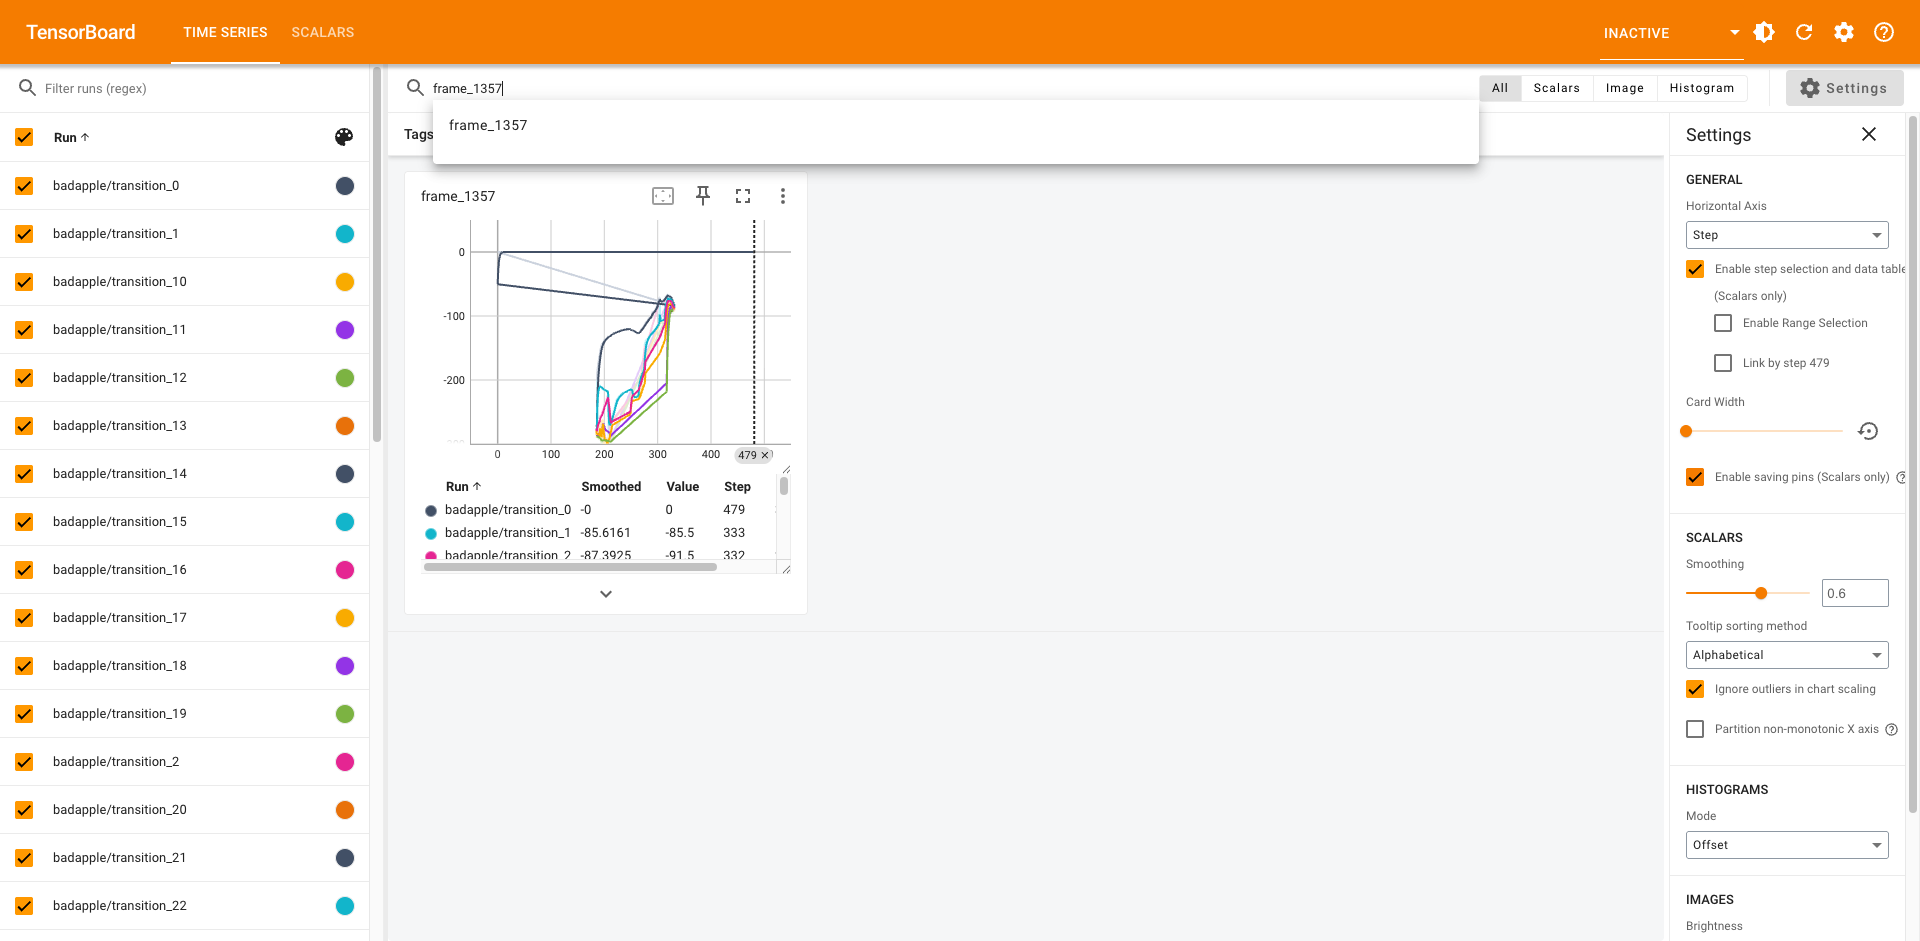 TensorBoard
TIME SERIES
SCALARS
INACTIVE
Filter runs (regex)
Run
badapple/transition_0
badapple/transition_1
badapple/transition_10
badapple/transition_11
badapple/transition_12
badapple/transition_13
badapple/transition_14
badapple/transition_15
badapple/transition_16
badapple/transition_17
badapple/transition_18
badapple/transition_19
badapple/transition_2
badapple/transition_20
badapple/transition_21
badapple/transition_22
frame_1357
All Scalars Image Histogram
Settings
frame_1357
Tags
frame_1357
0
-100
-200
0 100 200 300 400 479
Run Smoothed Value Step
badapple/transition_0 -0 0 479
badapple/transition_1 -85.6161 -85.5 333
badapple/transition_2 -87.3925 -91.5 332
Settings
GENERAL
Horizontal Axis
Step
Enable step selection and data table
(Scalars only)
Enable Range Selection
Link by step 479
Card Width
Enable saving pins (Scalars only)
SCALARS
Smoothing
0.6
Tooltip sorting method
Alphabetical
Ignore outliers in chart scaling
Partition non-monotonic X axis
HISTOGRAMS
Mode
Offset
IMAGES
Brightness